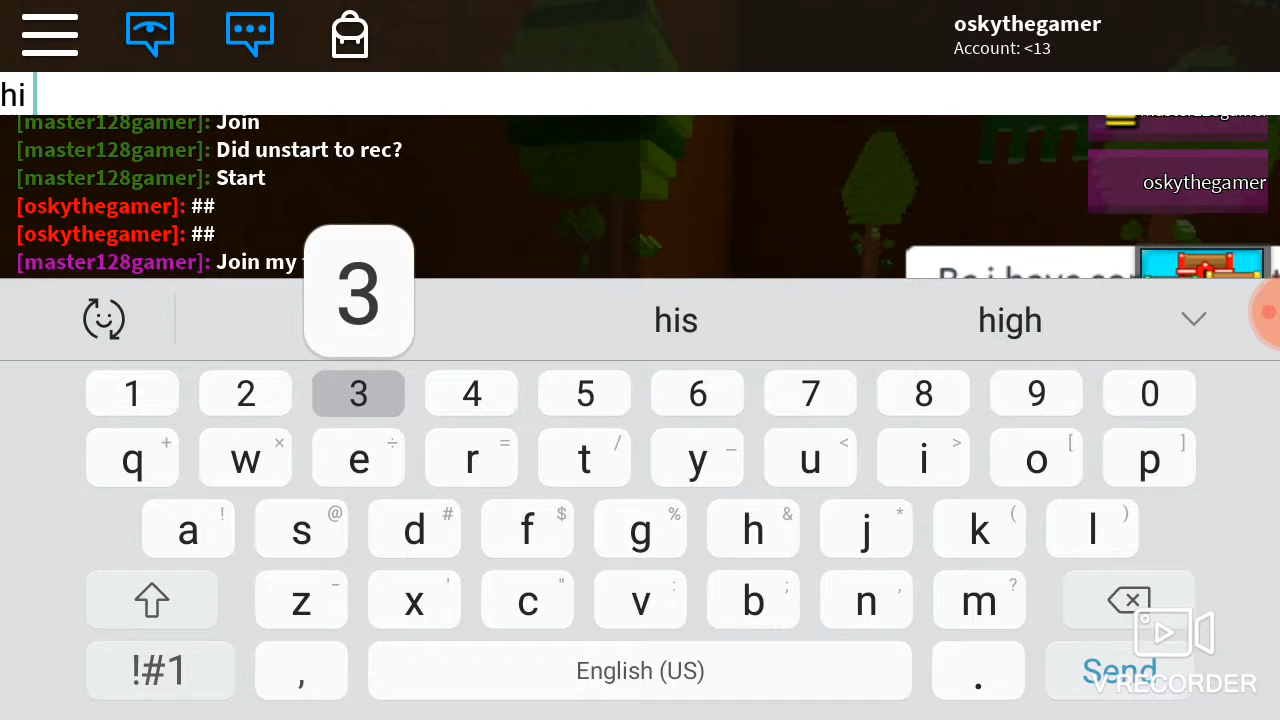 oskythegamer
Account: <13
hi
[master128gamer]: Join
[master128gamer]: Did unstart to rec?
[master128gamer]: Start
[oskythegamer]: ##
[oskythegamer]: ##
[master128gamer]: Join my
oskythegamer
3
his
high
1 2 3 4 5 6 7 8 9 0
q + w × e ÷ r = t / y _ u < i > o [ p ]
a ! s @ d # f $ g % h & j * k ( l )
z - x ' c " v : b ; n , m ?
!#1 , English (US) . Send
V RECORDER